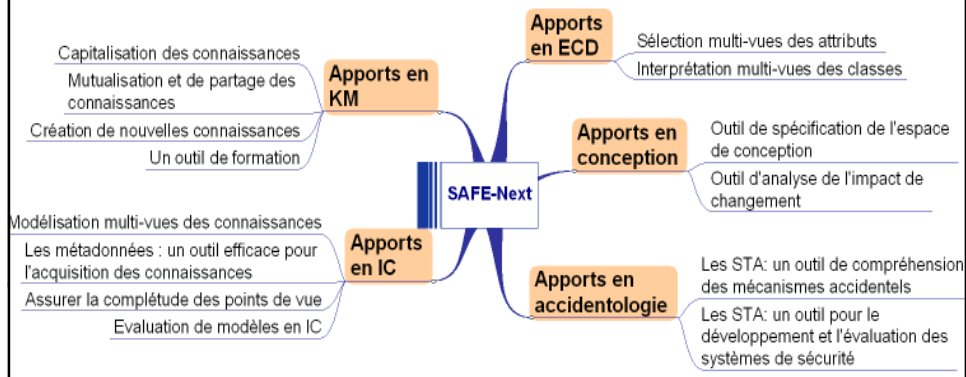 Apports
en KM
Capitalisation des connaissances
Mutualisation et de partage des
connaissances
Création de nouvelles connaissances
Un outil de formation
Apports
en IC
Modélisation multi-vues des connaissances
Les métadonnées : un outil efficace pour
l'acquisition des connaissances
Assurer la complétude des points de vue
Evaluation de modèles en IC
SAFE-Next
Apports
en ECD
Sélection multi-vues des attributs
Interprétation multi-vues des classes
Apports en
conception
Outil de spécification de l'espace
de conception
Outil d'analyse de l'impact de
changement
Apports en
accidentologie
Les STA: un outil de compréhension
des mécanismes accidentels
Les STA: un outil pour le
développement et l'évaluation des
systèmes de sécurité